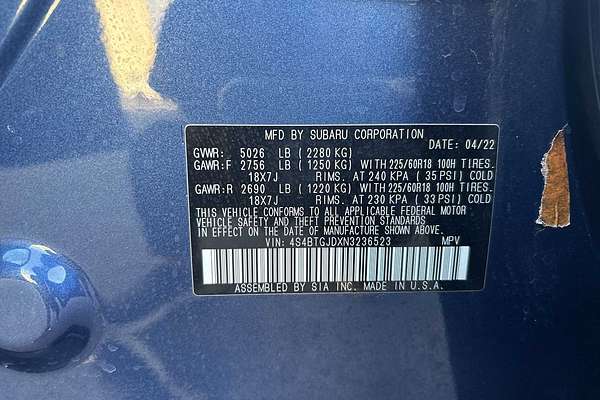 MFD BY SUBARU CORPORATION
DATE: 04/22
GVWR: 5026 LB (2280 KG)
GAWR:F 2756 LB (1250 KG) WITH 225/60R18 100H TIRES.
18X7J RIMS. AT 240 KPA (35 PSI) COLD
GAWR:R 2690 LB (1220 KG) WITH 225/60R18 100H TIRES.
18X7J RIMS. AT 230 KPA (33 PSI) COLD
THIS VEHICLE CONFORMS TO ALL APPLICABLE FEDERAL MOTOR
VEHICLE SAFETY AND THEFT PREVENTION STANDARDS
IN EFFECT ON THE DATE OF MANUFACTURE SHOWN ABOVE.
VIN: 4S4BTGJDXN3236523 MPV
ASSEMBLED BY SIA INC. MADE IN U.S.A.